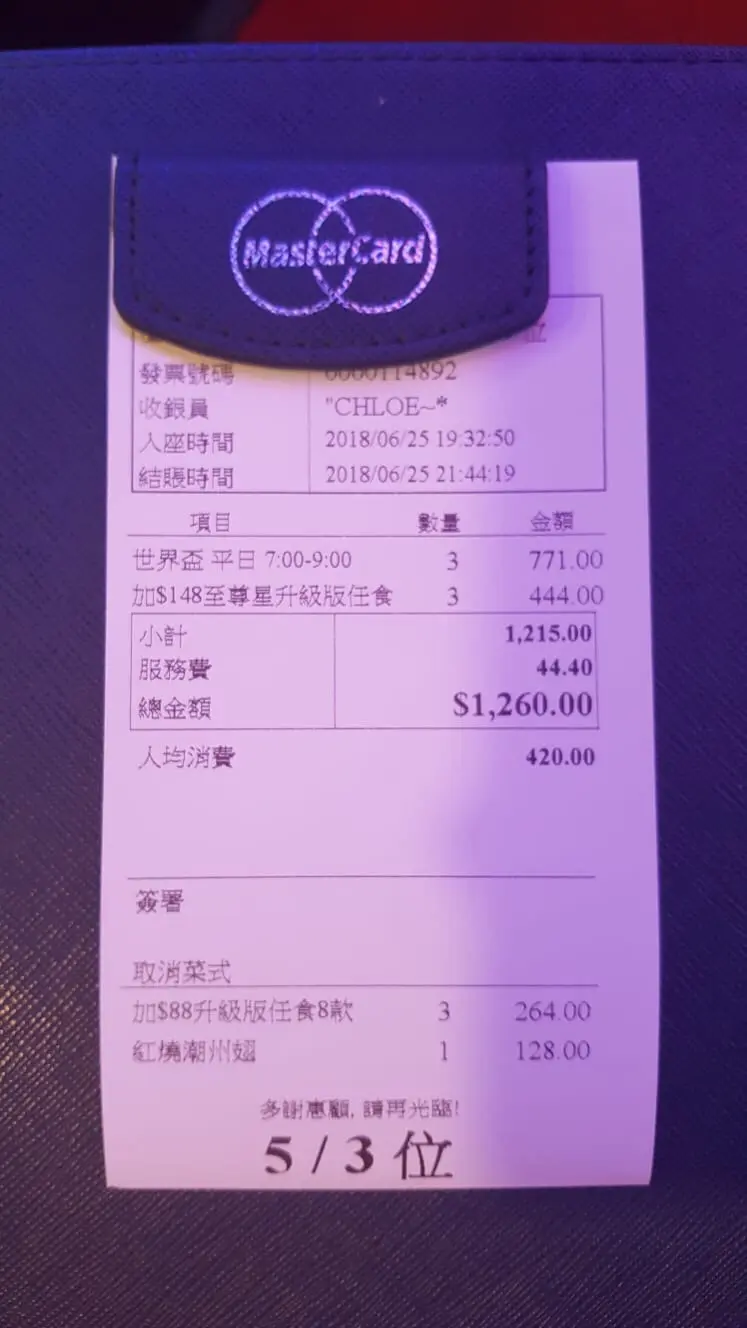 MasterCard
位
發票號碼 0000114892
收銀員 "CHLOE~*
入座時間 2018/06/25 19:32:50
結賬時間 2018/06/25 21:44:19
項目 數量 金額
世界盃 平日 7:00-9:00 3 771.00
加$148至尊星升級版任食 3 444.00
小計 1,215.00
服務費 44.40
總金額 $1,260.00
人均消費 420.00
簽署
取消菜式
加$88升級版任食8款 3 264.00
紅燒潮州翅 1 128.00
多謝惠顧, 請再光臨!
5 / 3 位